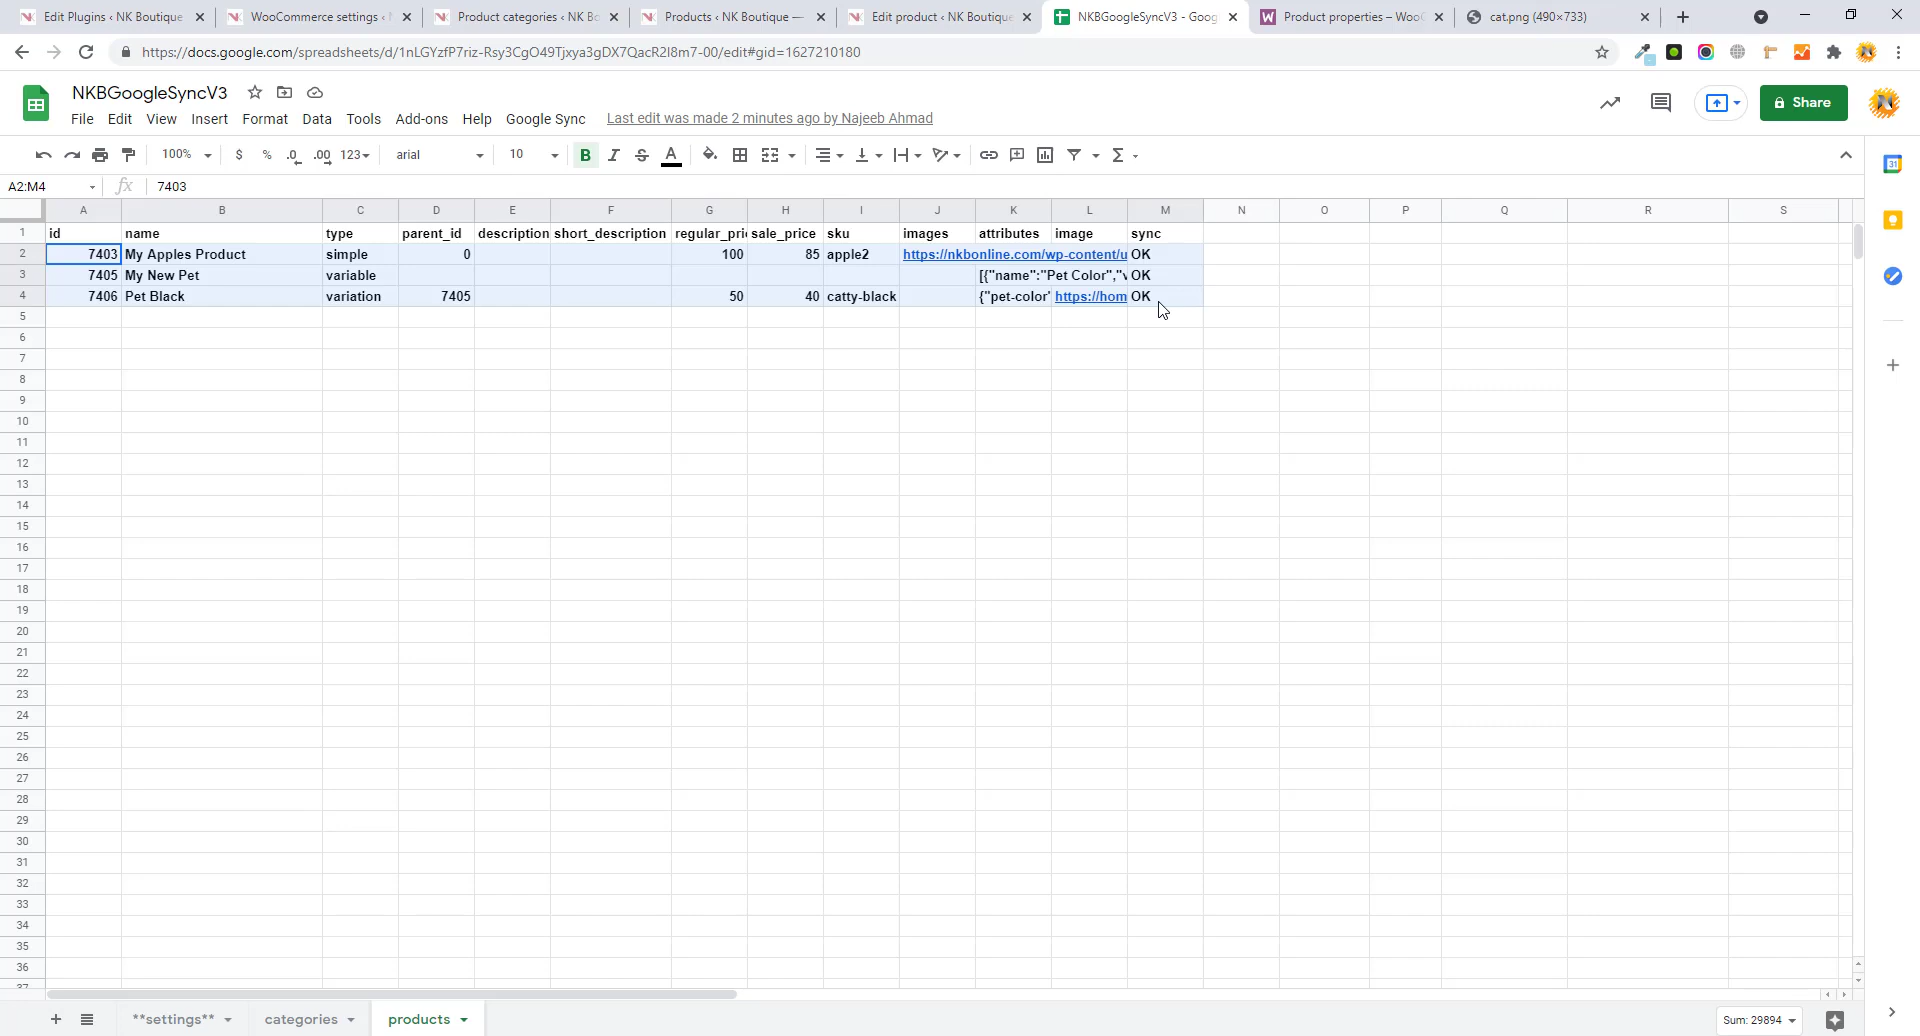 Edit Plugins ‹ NK Boutique
WooCommerce settings ‹
Product categories ‹ NK Bo
Products ‹ NK Boutique —
Edit product ‹ NK Boutique
NKBGoogleSyncV3 - Goog
Product properties – Woo
cat.png (490×733)
https://docs.google.com/spreadsheets/d/1nLGYzfP7riz-Rsy3CgO49Tjxya3gDX7QacR2I8m7-00/edit#gid=1627210180
NKBGoogleSyncV3
File Edit View Insert Format Data Tools Add-ons Help Google Sync Last edit was made 2 minutes ago by Najeeb Ahmad
Share
100% $ % .0 .00 123 arial 10 B I S A
31
A2:M4 fx 7403
A B C D E F G H I J K L M N O P Q R S
1 id name type parent_id description short_description regular_pri sale_price sku images attributes image sync
2 7403 My Apples Product simple 0 100 85 apple2 https://nkbonline.com/wp-content/u OK
3 7405 My New Pet variable [{"name":"Pet Color","v OK
4 7406 Pet Black variation 7405 50 40 catty-black {"pet-color" https://hom OK
5
6
7
8
9
10
11
12
13
14
15
16
17
18
19
20
21
22
23
24
25
26
27
28
29
30
31
32
33
34
35
36
37
**settings** categories products
Sum: 29894